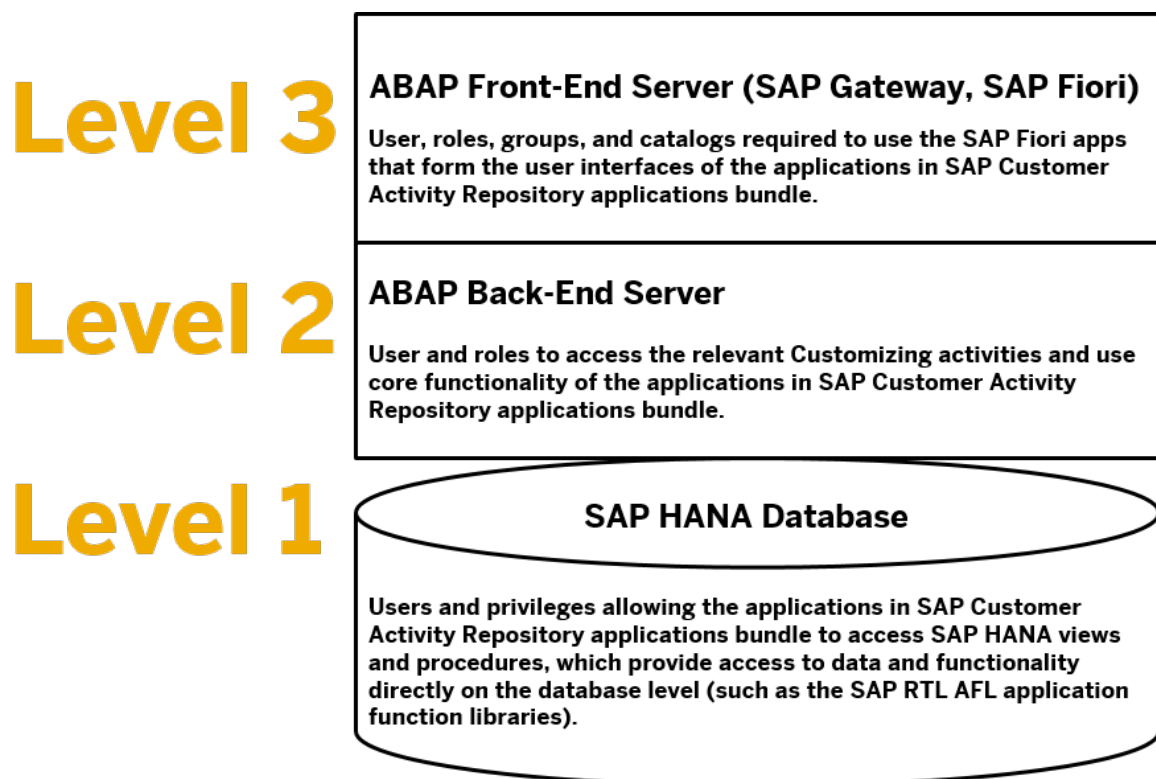 Level 3
ABAP Front-End Server (SAP Gateway, SAP Fiori)
User, roles, groups, and catalogs required to use the SAP Fiori apps
that form the user interfaces of the applications in SAP Customer
Activity Repository applications bundle.
Level 2
ABAP Back-End Server
User and roles to access the relevant Customizing activities and use
core functionality of the applications in SAP Customer Activity
Repository applications bundle.
Level 1
SAP HANA Database
Users and privileges allowing the applications in SAP Customer
Activity Repository applications bundle to access SAP HANA views
and procedures, which provide access to data and functionality
directly on the database level (such as the SAP RTL AFL application
function libraries).